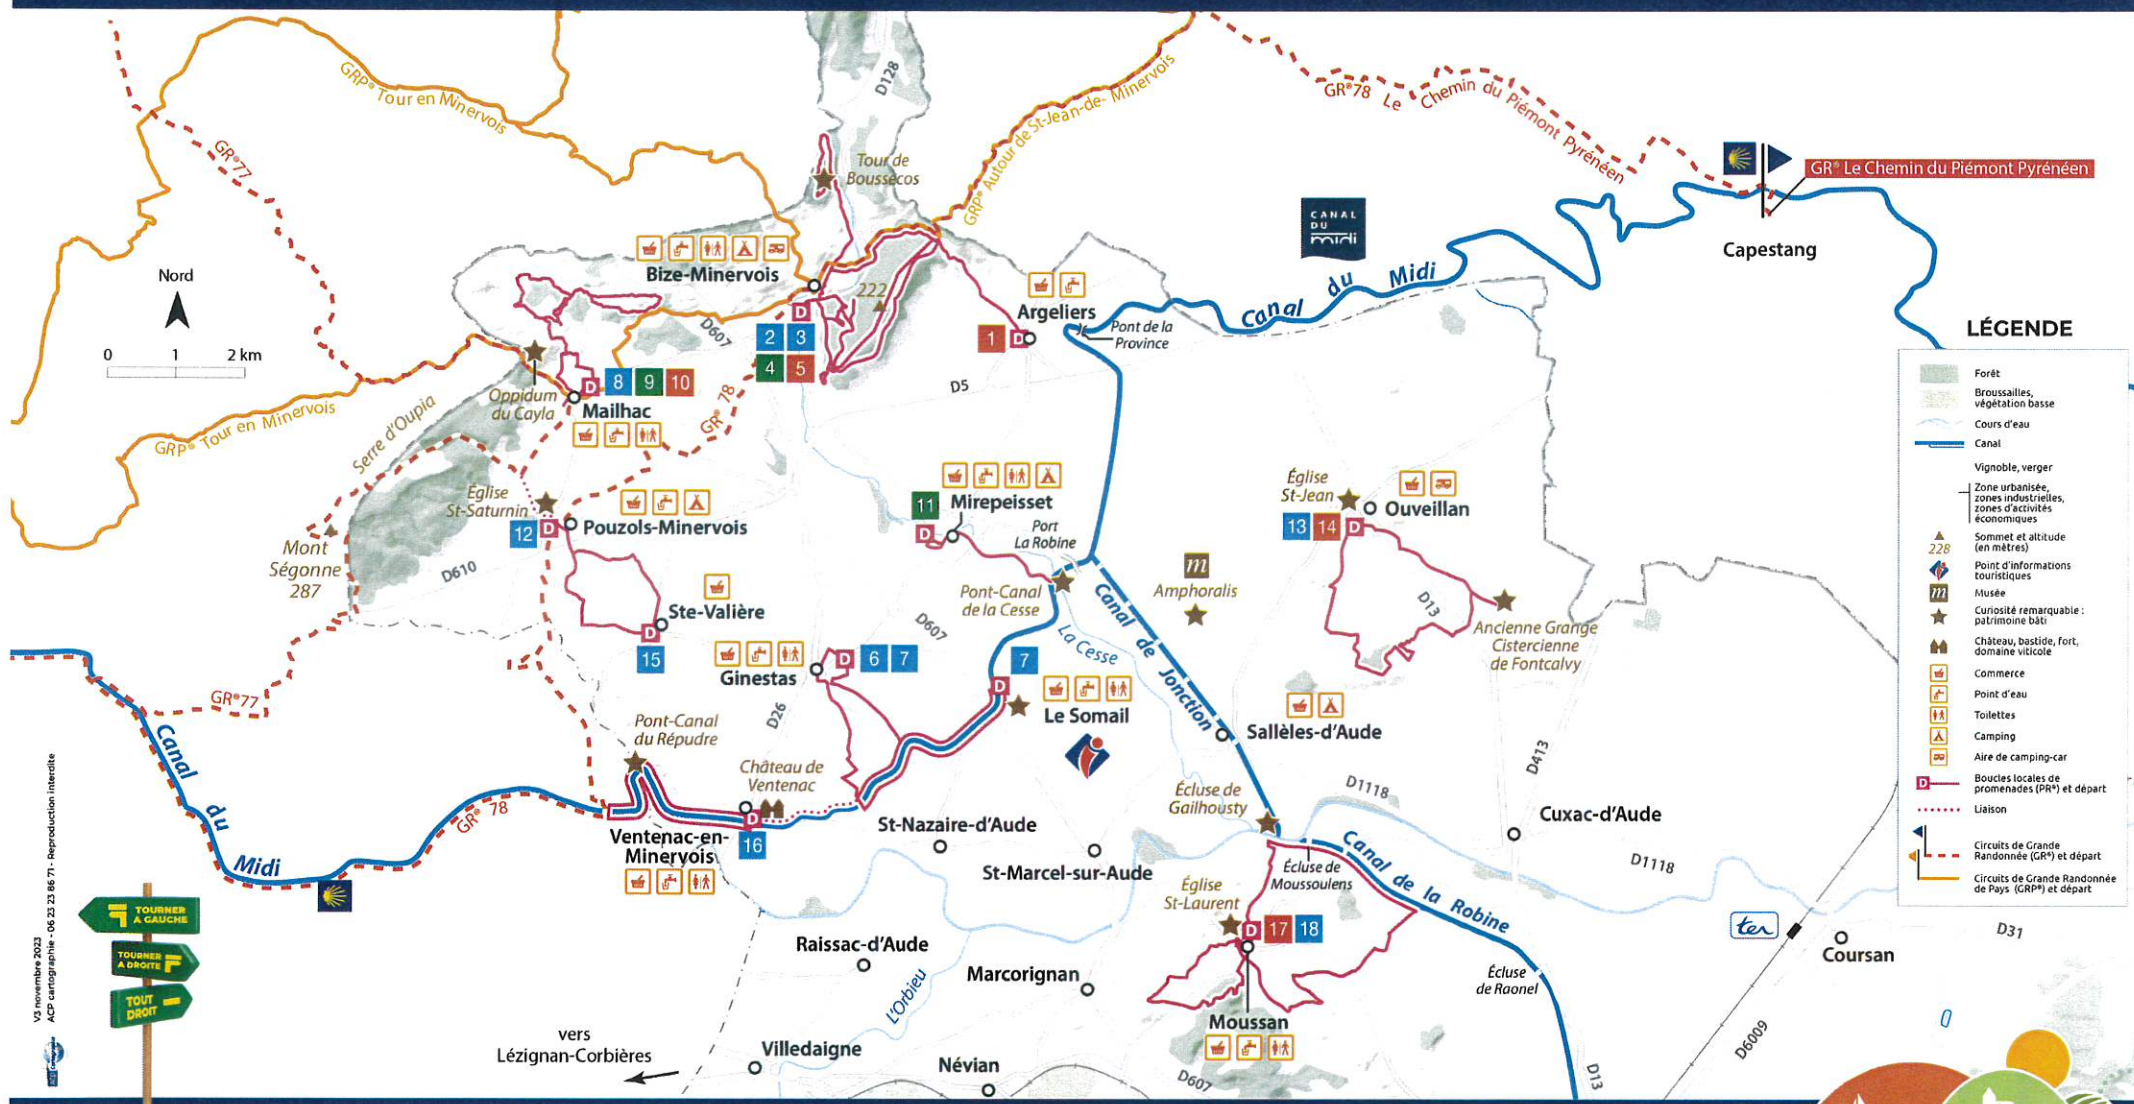 GRP® Tour en Minervois
GR®77
D128
Tour de
Boussecos
GRP® Autour de St-Jean-de- Minervois
GR®78 Le Chemin du Piémont Pyrénéen
GR® Le Chemin du Piémont Pyrénéen
Capestang
CANAL
DU
midi
Canal du Midi
Nord
0 1 2 km
Bize-Minervois
222
D607
D
2 3
4 5
Argeliers
1 D
Pont de la
Province
D5
Oppidum
du Cayla
D 8 9 10
Mailhac
GR® 78
GRP® Tour en Minervois
Serre d'Oupia
Église
St-Saturnin
12 D
Pouzols-Minervois
Mont
Ségonne
287
D610
11
D
Mirepeisset
Port
La Robine
Pont-Canal
de la Cesse
m
Amphoralis
Église
St-Jean
Ouveillan
13 14 D
D13
Ancienne Grange
Cistercienne
de Fontcalvy
Ste-Valière
D
15
Ginestas
D 6 7
D607
La Cesse
Canal de Jonction
7
D
Le Somail
Sallèles-d'Aude
D26
GR®77
Canal du Midi
GR® 78
Pont-Canal
du Répudre
Château de
Ventenac
D
16
Ventenac-en-
Minervois
St-Nazaire-d'Aude
St-Marcel-sur-Aude
Écluse de
Gailhousty
D1118
D413
Cuxac-d'Aude
D1118
Écluse de
Moussoulens
Canal de la Robine
Église
St-Laurent
D 17 18
Moussan
Écluse
de Raonel
ter
Coursan
D31
D6009
D13
D607
Raissac-d'Aude
Marcorignan
L'Orbieu
vers
Lézignan-Corbières
Villedaigne
Névian
TOURNER
A GAUCHE
TOURNER
A DROITE
TOUT
DROIT
V3 novembre 2023
ACP cartographie - 06 23 23 86 71 - Reproduction interdite
LÉGENDE
Forêt
Broussailles,
végétation basse
Cours d'eau
Canal
Vignoble, verger
Zone urbanisée,
zones industrielles,
zones d'activités
économiques
228
Sommet et altitude
(en mètres)
Point d'informations
touristiques
m
Musée
Curiosité remarquable :
patrimoine bâti
Château, bastide, fort,
domaine viticole
Commerce
Point d'eau
Toilettes
Camping
Aire de camping-car
D
Boucles locales de
promenades (PR®) et départ
Liaison
Circuits de Grande
Randonnée (GR®) et départ
Circuits de Grande Randonnée
de Pays (GRP®) et départ